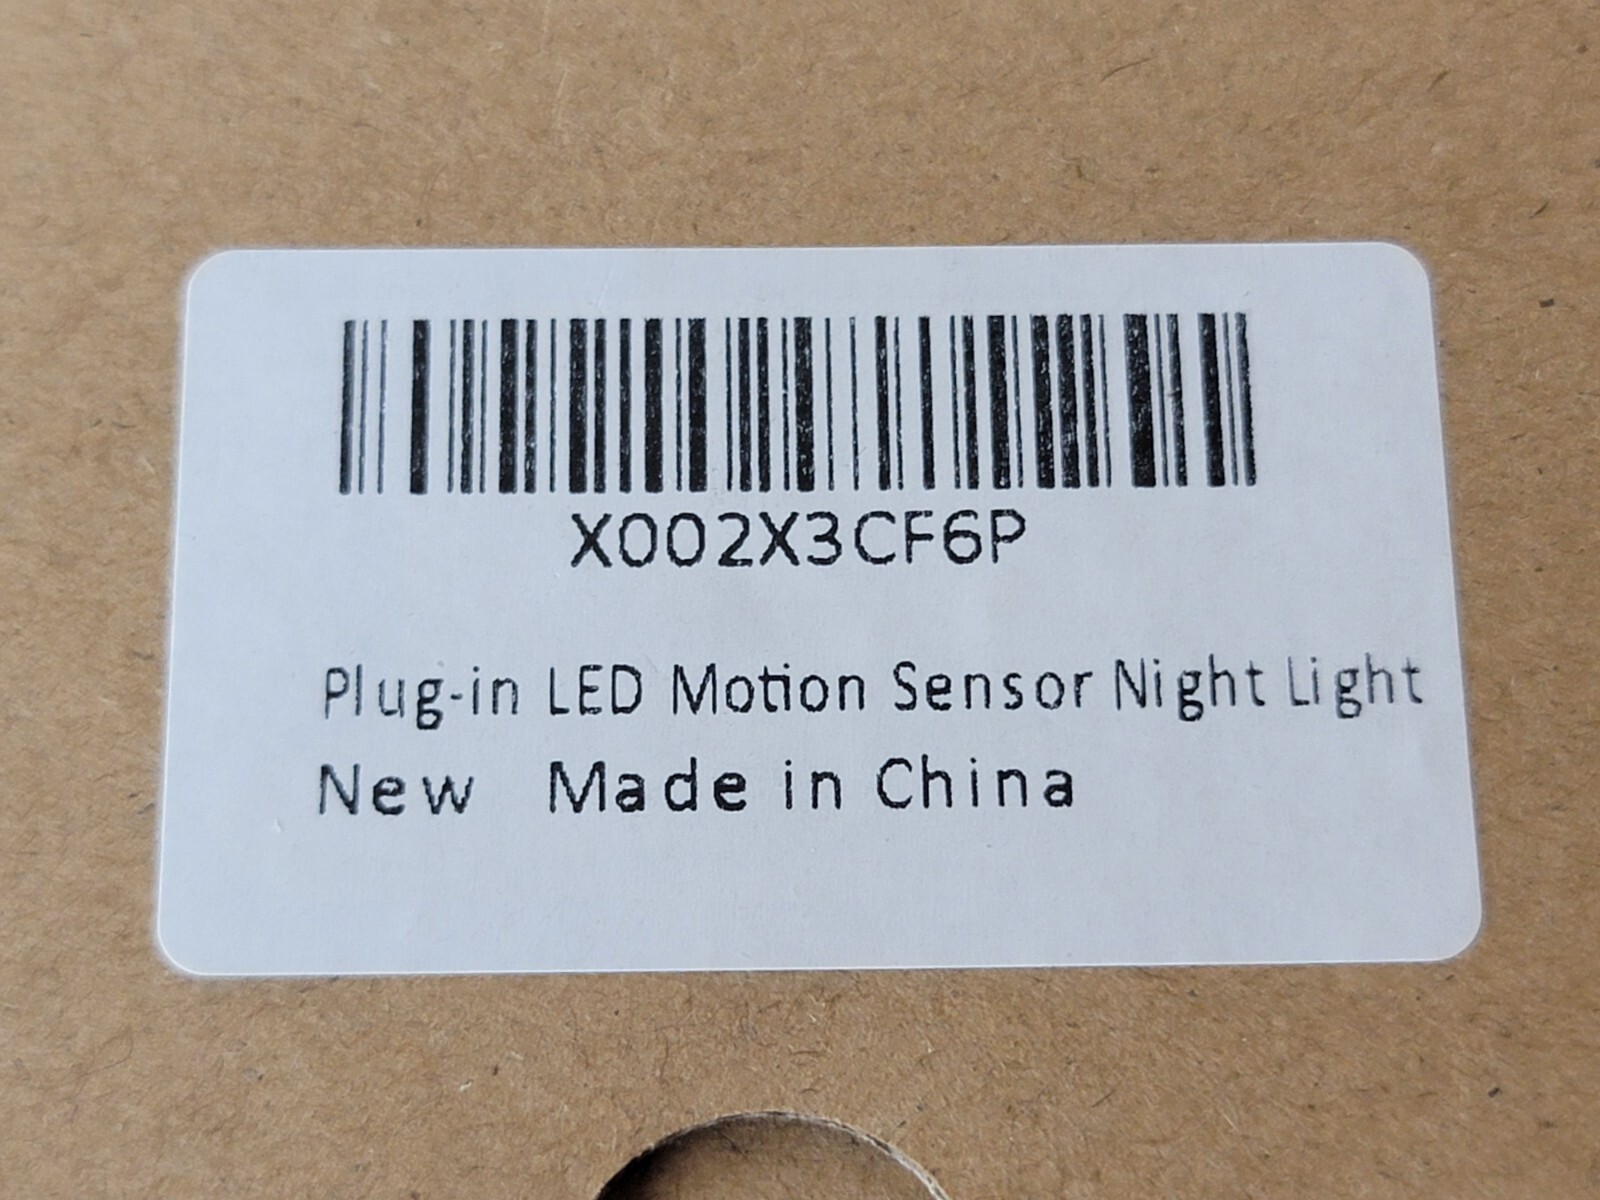 X002X3CF6P
Plug-in LED Motion Sensor Night Light
New Made in China